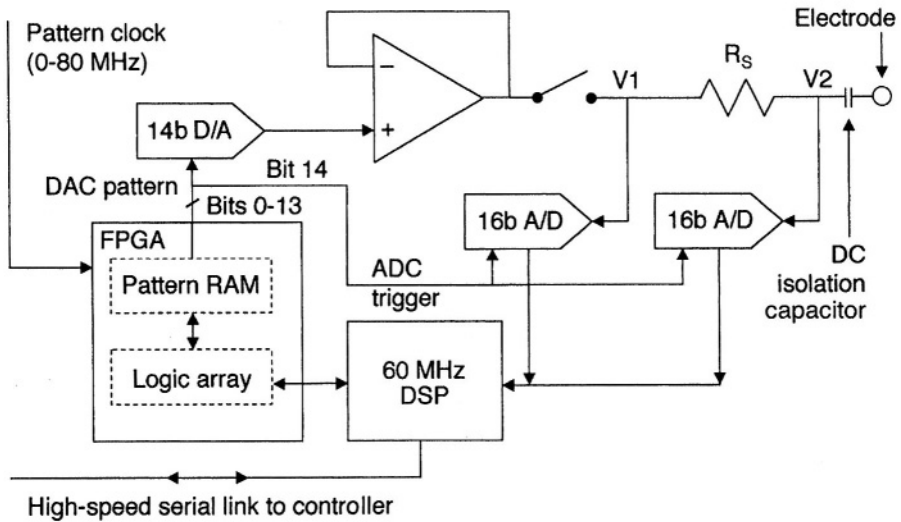 Pattern clock
(0-80 MHz)
Electrode
RS
V1
V2
−
+
14b D/A
Bit 14
DAC pattern
Bits 0-13
16b A/D
16b A/D
FPGA
Pattern RAM
ADC
trigger
DC
isolation
capacitor
Logic array
60 MHz
DSP
High-speed serial link to controller